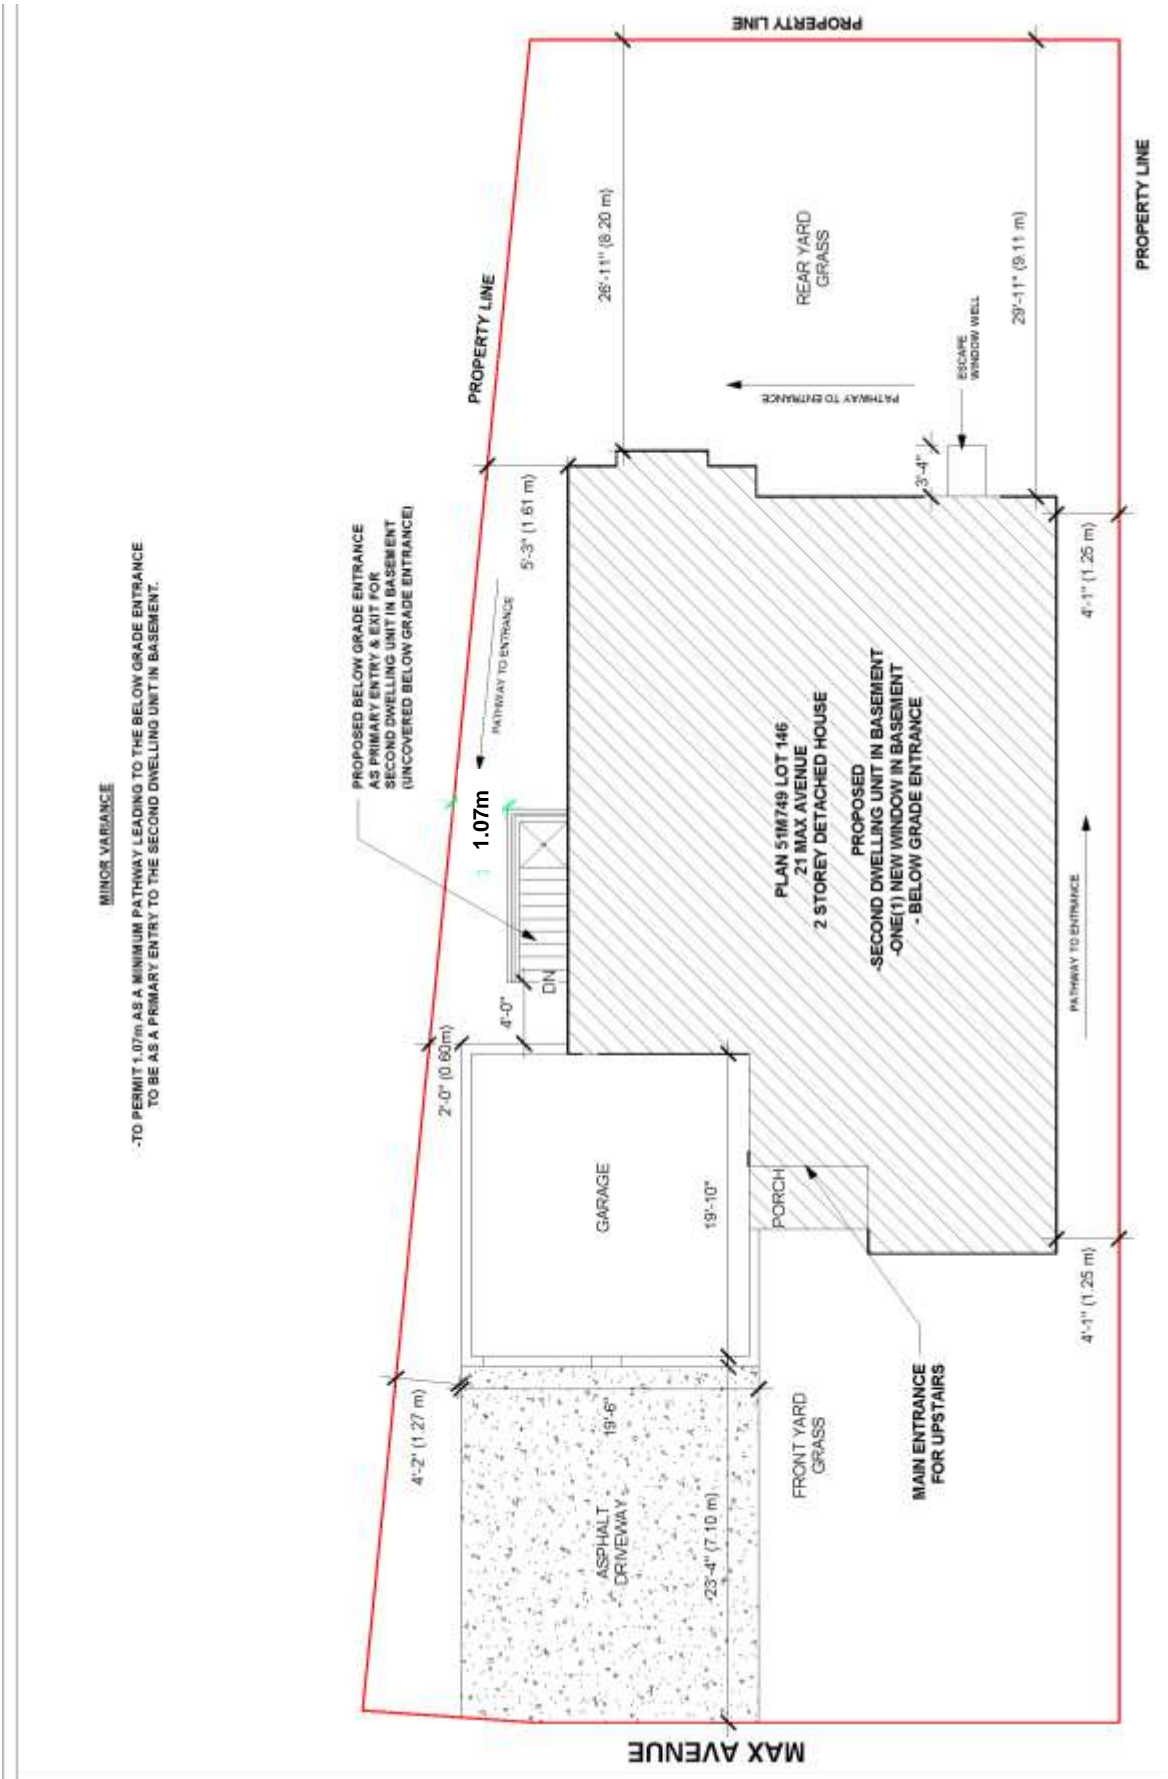 MINOR VARIANCE
-TO PERMIT 1.07m AS A MINIMUM PATHWAY LEADING TO THE BELOW GRADE ENTRANCE
TO BE AS A PRIMARY ENTRY TO THE SECOND DWELLING UNIT IN BASEMENT.
PROPOSED BELOW GRADE ENTRANCE
AS PRIMARY ENTRY & EXIT FOR
SECOND DWELLING UNIT IN BASEMENT
(UNCOVERED BELOW GRADE ENTRANCE)
PROPERTY LINE
PROPERTY LINE
PROPERTY LINE
26'-11" (8.20 m)
REAR YARD
GRASS
29'-11" (9.11 m)
PATHWAY TO ENTRANCE
ESCAPE
WINDOW WELL
3'-4"
5'-3" (1.61 m)
PATHWAY TO ENTRANCE
1.07m
DN
4'-0"
2'-0" (0.60m)
4'-1" (1.25 m)
PLAN 51M749 LOT 146
21 MAX AVENUE
2 STOREY DETACHED HOUSE
PROPOSED
-SECOND DWELLING UNIT IN BASEMENT
-ONE(1) NEW WINDOW IN BASEMENT
- BELOW GRADE ENTRANCE
PATHWAY TO ENTRANCE
GARAGE
19'-10"
PORCH
4'-1" (1.25 m)
4'-2" (1.27 m)
19'-6"
ASPHALT
DRIVEWAY
23'-4" (7.10 m)
FRONT YARD
GRASS
MAIN ENTRANCE
FOR UPSTAIRS
MAX AVENUE